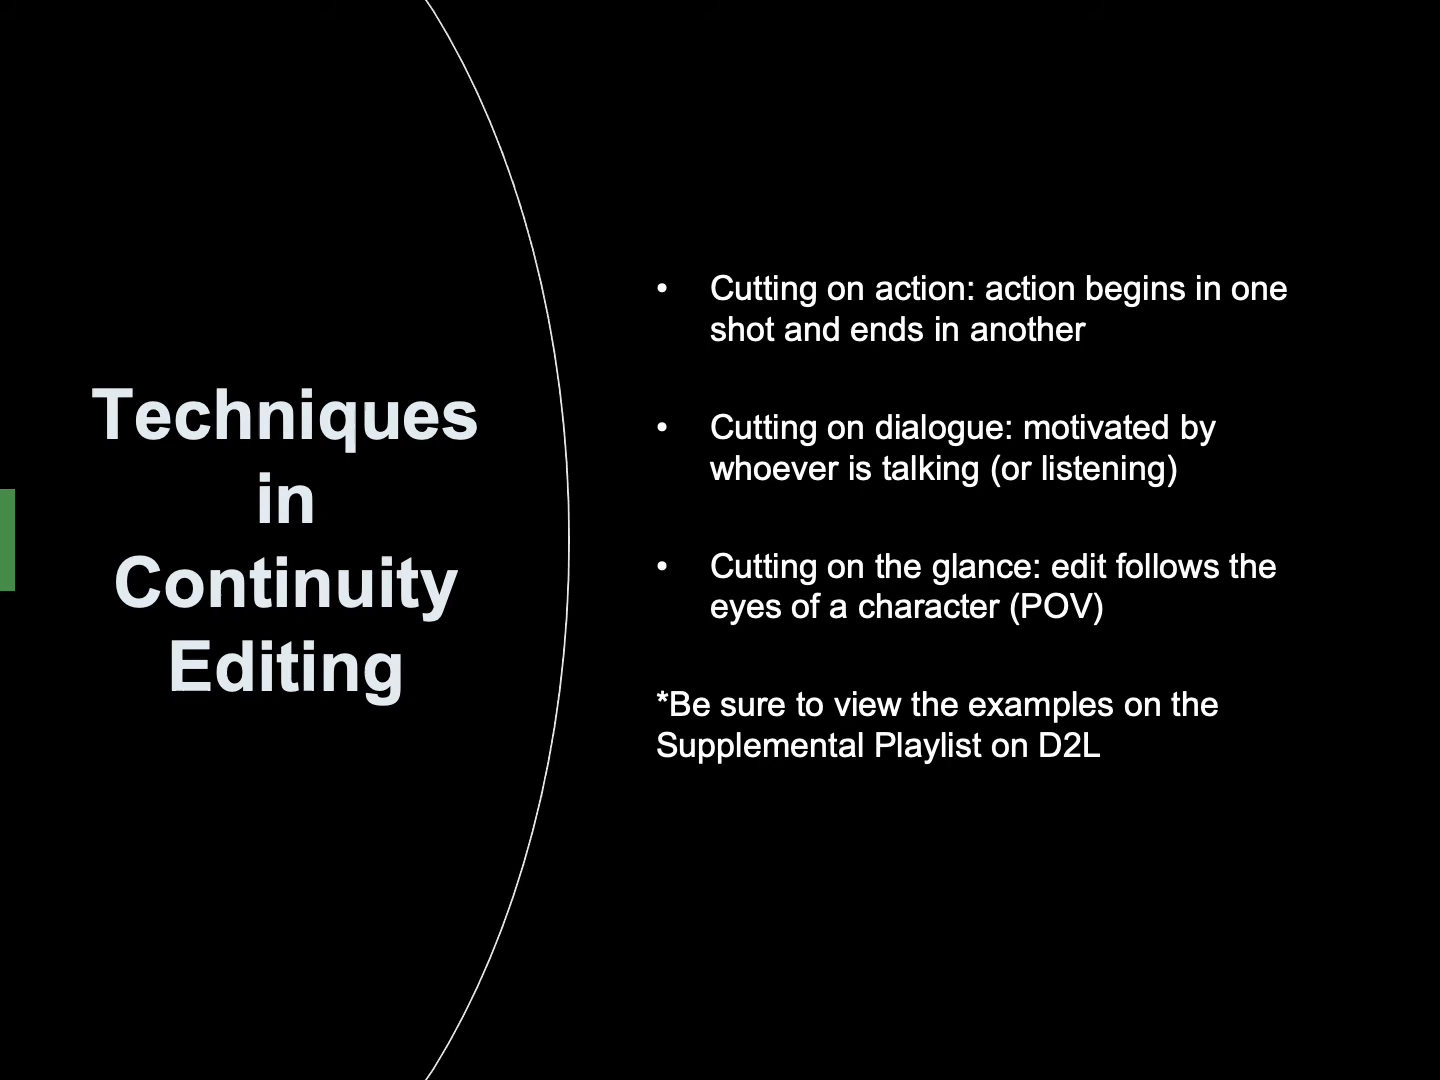 Techniques
in
Continuity
Editing
• Cutting on action: action begins in one
shot and ends in another
• Cutting on dialogue: motivated by
whoever is talking (or listening)
• Cutting on the glance: edit follows the
eyes of a character (POV)
*Be sure to view the examples on the
Supplemental Playlist on D2L